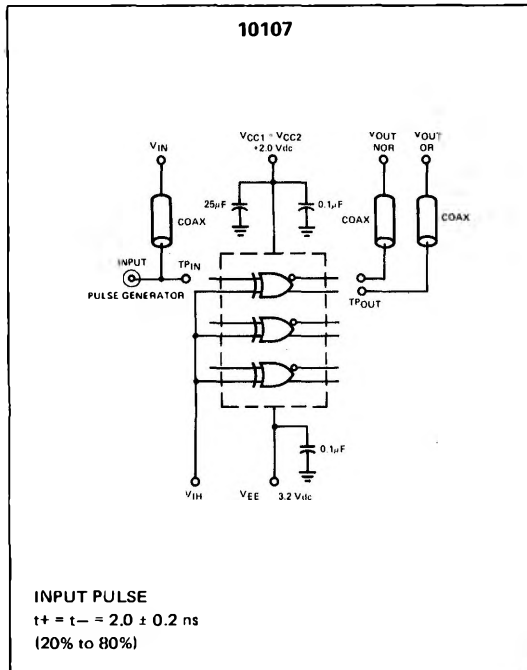 10107
VCC1 = VCC2
+2.0 Vdc
VIN
VOUT
NOR
VOUT
OR
25μF
0.1μF
COAX
COAX
COAX
INPUT
TPIN
PULSE GENERATOR
TPOUT
0.1μF
VIH
VEE
3.2 Vdc
INPUT PULSE
t+ = t– = 2.0 ± 0.2 ns
(20% to 80%)